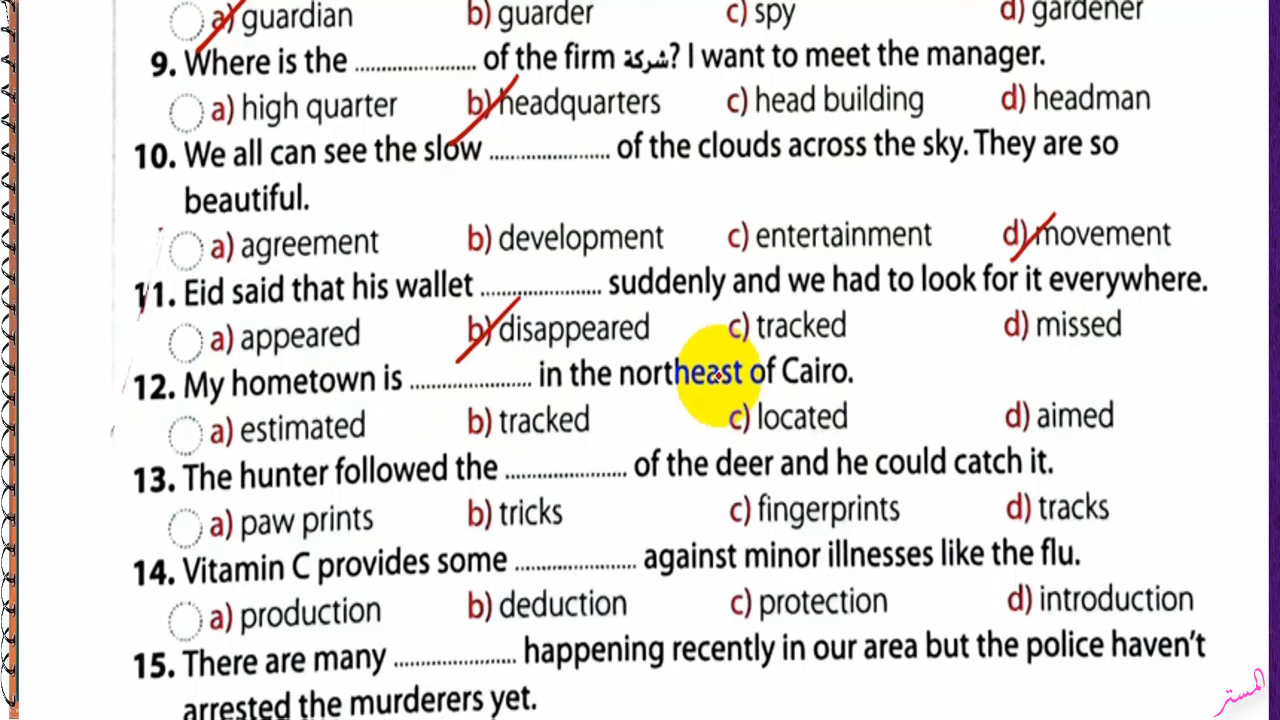 a) guardian b) guarder c) spy d) gardener
9. Where is the ........................ of the firm شركة? I want to meet the manager.
a) high quarter b) headquarters c) head building d) headman
10. We all can see the slow ........................ of the clouds across the sky. They are so
beautiful.
a) agreement b) development c) entertainment d) movement
11. Eid said that his wallet ........................ suddenly and we had to look for it everywhere.
a) appeared b) disappeared c) tracked d) missed
12. My hometown is ........................ in the northeast of Cairo.
a) estimated b) tracked c) located d) aimed
13. The hunter followed the ........................ of the deer and he could catch it.
a) paw prints b) tricks c) fingerprints d) tracks
14. Vitamin C provides some ........................ against minor illnesses like the flu.
a) production b) deduction c) protection d) introduction
15. There are many ........................ happening recently in our area but the police haven't
arrested the murderers yet.
المستر